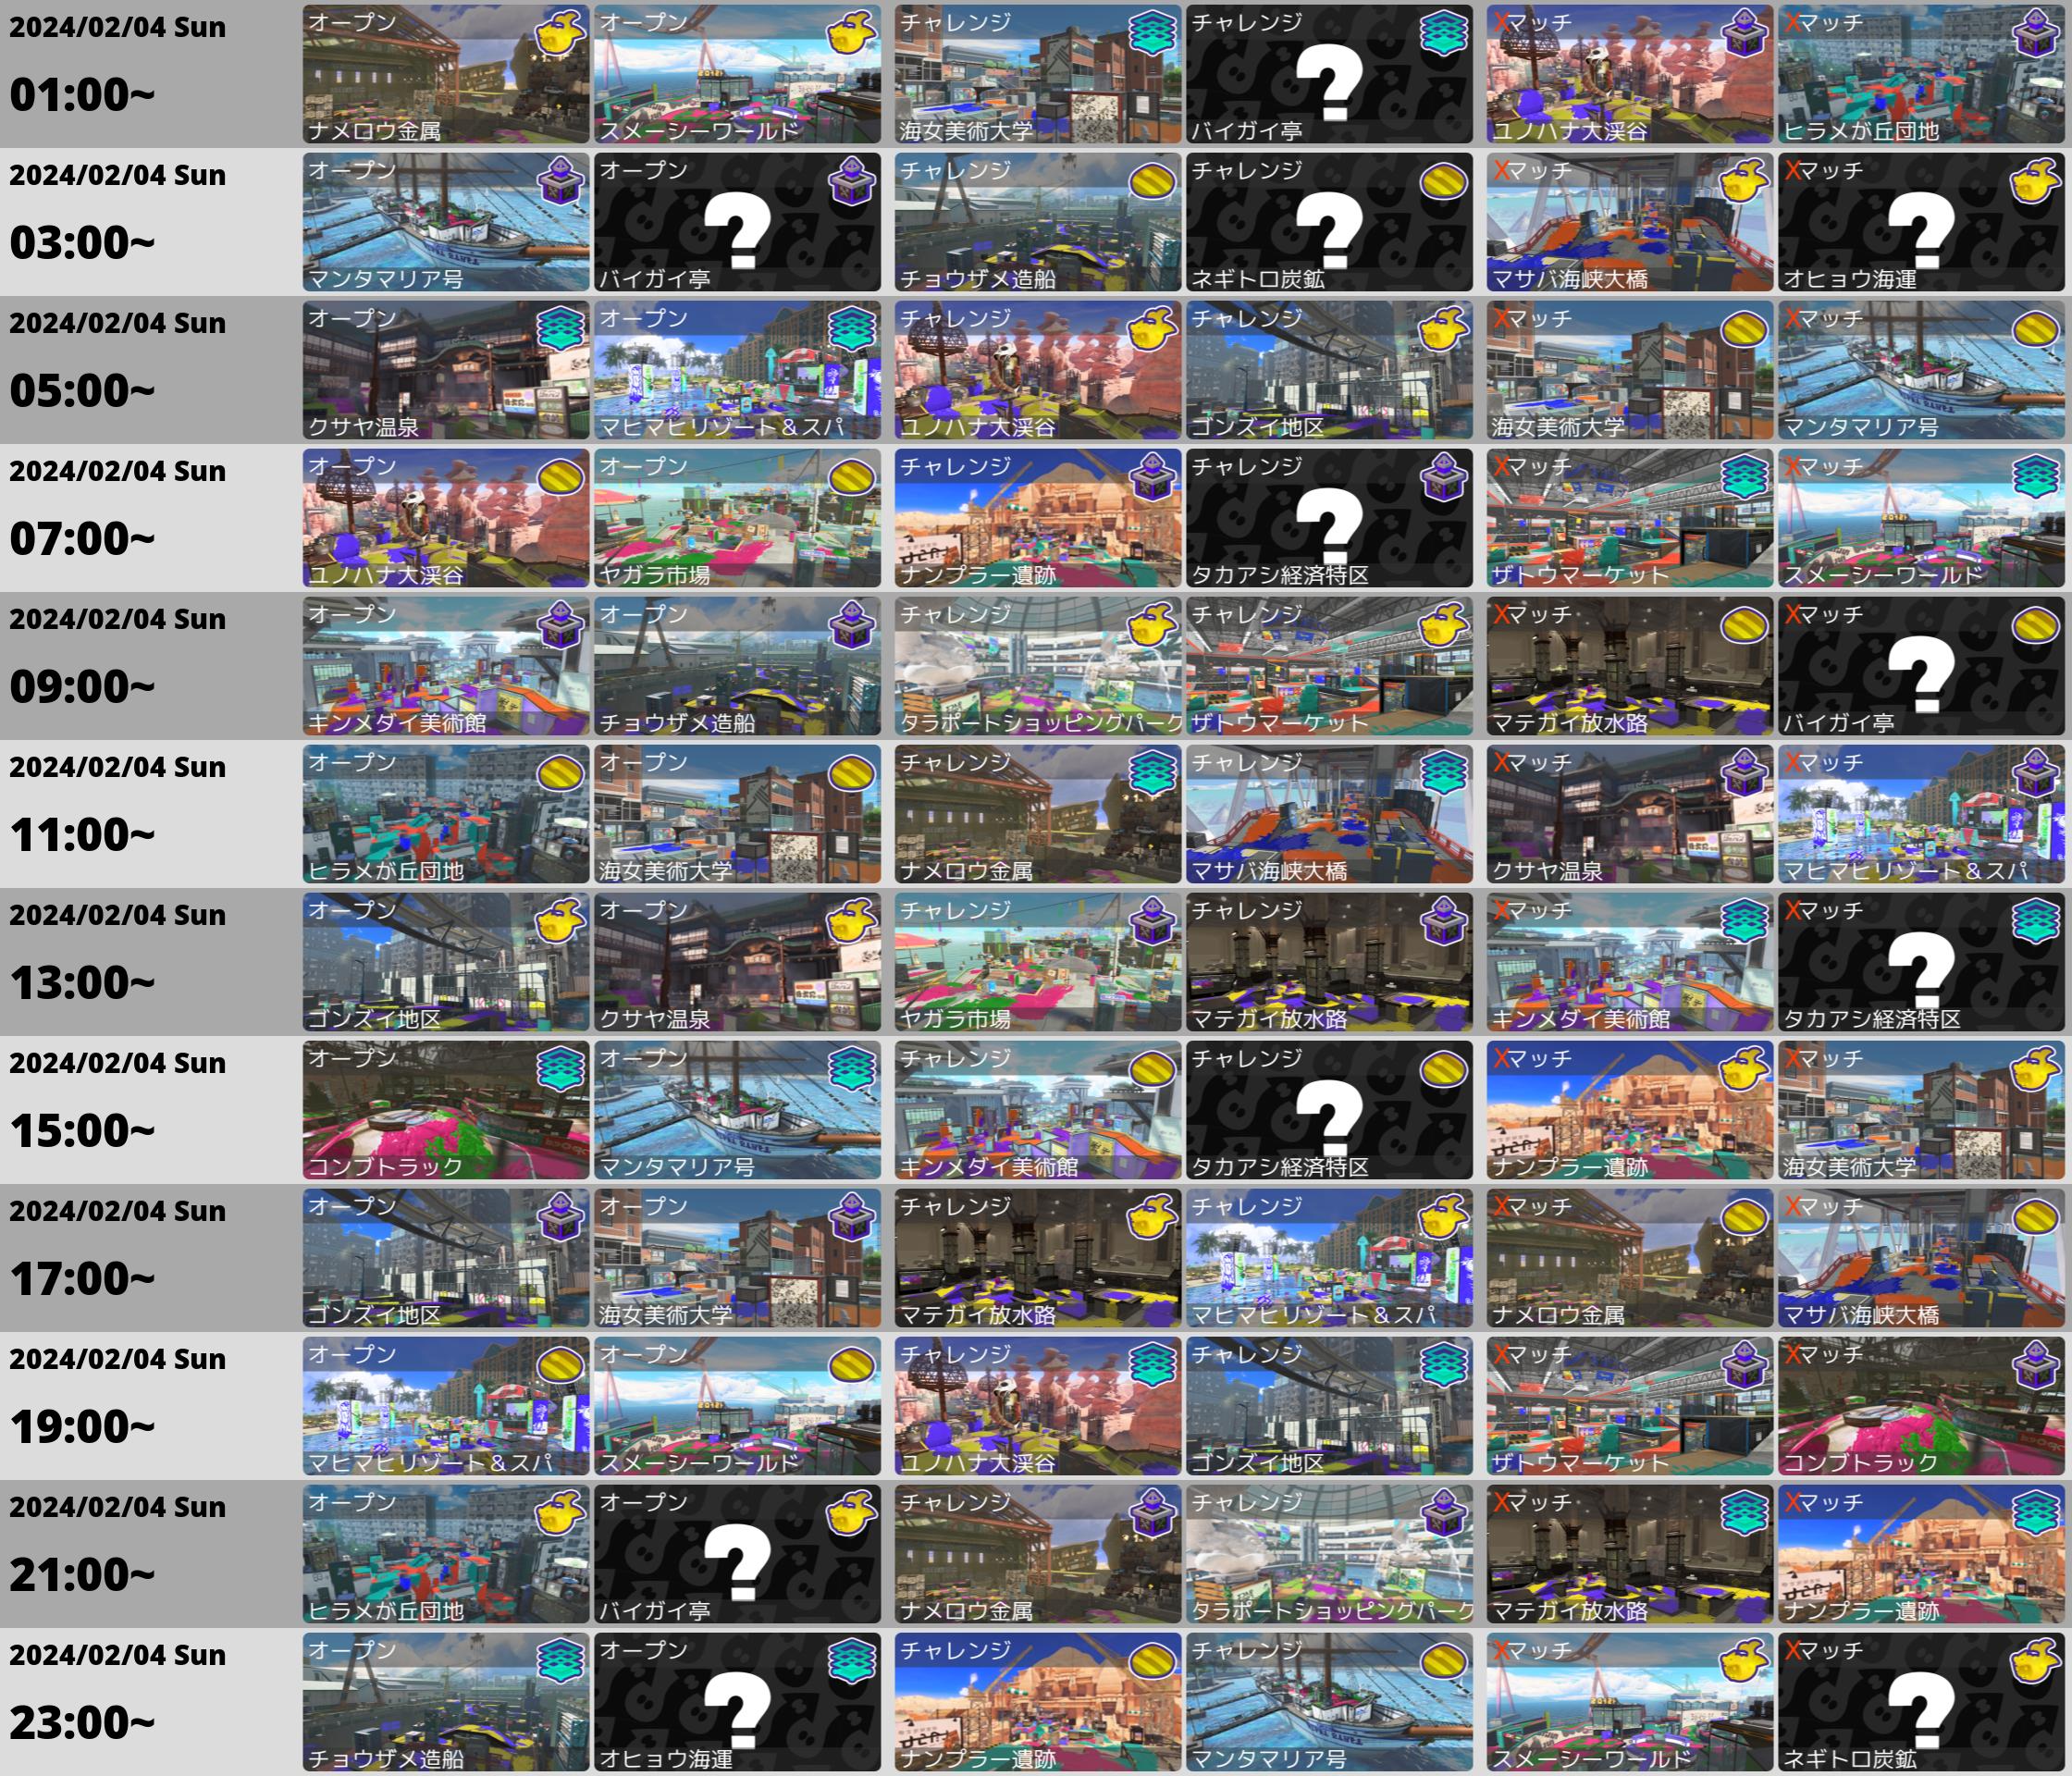 2024/02/04 Sun
01:00~
オープン オープン チャレンジ チャレンジ Xマッチ Xマッチ
ナメロウ金属 スメーシーワールド 海女美術大学 バイガイ亭 ユノハナ大渓谷 ヒラメが丘団地
2024/02/04 Sun
03:00~
オープン オープン チャレンジ チャレンジ Xマッチ Xマッチ
マンタマリア号 バイガイ亭 チョウザメ造船 ネギトロ炭鉱 マサバ海峡大橋 オヒョウ海運
2024/02/04 Sun
05:00~
オープン オープン チャレンジ チャレンジ Xマッチ Xマッチ
クサヤ温泉 マヒマヒリゾート&スパ ユノハナ大渓谷 ゴンズイ地区 海女美術大学 マンタマリア号
2024/02/04 Sun
07:00~
オープン オープン チャレンジ チャレンジ Xマッチ Xマッチ
ユノハナ大渓谷 ヤガラ市場 ナンプラー遺跡 タカアシ経済特区 ザトウマーケット スメーシーワールド
2024/02/04 Sun
09:00~
オープン オープン チャレンジ チャレンジ Xマッチ Xマッチ
キンメダイ美術館 チョウザメ造船 タラポートショッピングパーク ザトウマーケット マテガイ放水路 バイガイ亭
2024/02/04 Sun
11:00~
オープン オープン チャレンジ チャレンジ Xマッチ Xマッチ
ヒラメが丘団地 海女美術大学 ナメロウ金属 マサバ海峡大橋 クサヤ温泉 マヒマヒリゾート&スパ
2024/02/04 Sun
13:00~
オープン オープン チャレンジ チャレンジ Xマッチ Xマッチ
ゴンズイ地区 クサヤ温泉 ヤガラ市場 マテガイ放水路 キンメダイ美術館 タカアシ経済特区
2024/02/04 Sun
15:00~
オープン オープン チャレンジ チャレンジ Xマッチ Xマッチ
コンブトラック マンタマリア号 キンメダイ美術館 タカアシ経済特区 ナンプラー遺跡 海女美術大学
2024/02/04 Sun
17:00~
オープン オープン チャレンジ チャレンジ Xマッチ Xマッチ
ゴンズイ地区 海女美術大学 マテガイ放水路 マヒマヒリゾート&スパ ナメロウ金属 マサバ海峡大橋
2024/02/04 Sun
19:00~
オープン オープン チャレンジ チャレンジ Xマッチ Xマッチ
マヒマヒリゾート&スパ スメーシーワールド ユノハナ大渓谷 ゴンズイ地区 ザトウマーケット コンブトラック
2024/02/04 Sun
21:00~
オープン オープン チャレンジ チャレンジ Xマッチ Xマッチ
ヒラメが丘団地 バイガイ亭 ナメロウ金属 タラポートショッピングパーク マテガイ放水路 ナンプラー遺跡
2024/02/04 Sun
23:00~
オープン オープン チャレンジ チャレンジ Xマッチ Xマッチ
チョウザメ造船 オヒョウ海運 ナンプラー遺跡 マンタマリア号 スメーシーワールド ネギトロ炭鉱